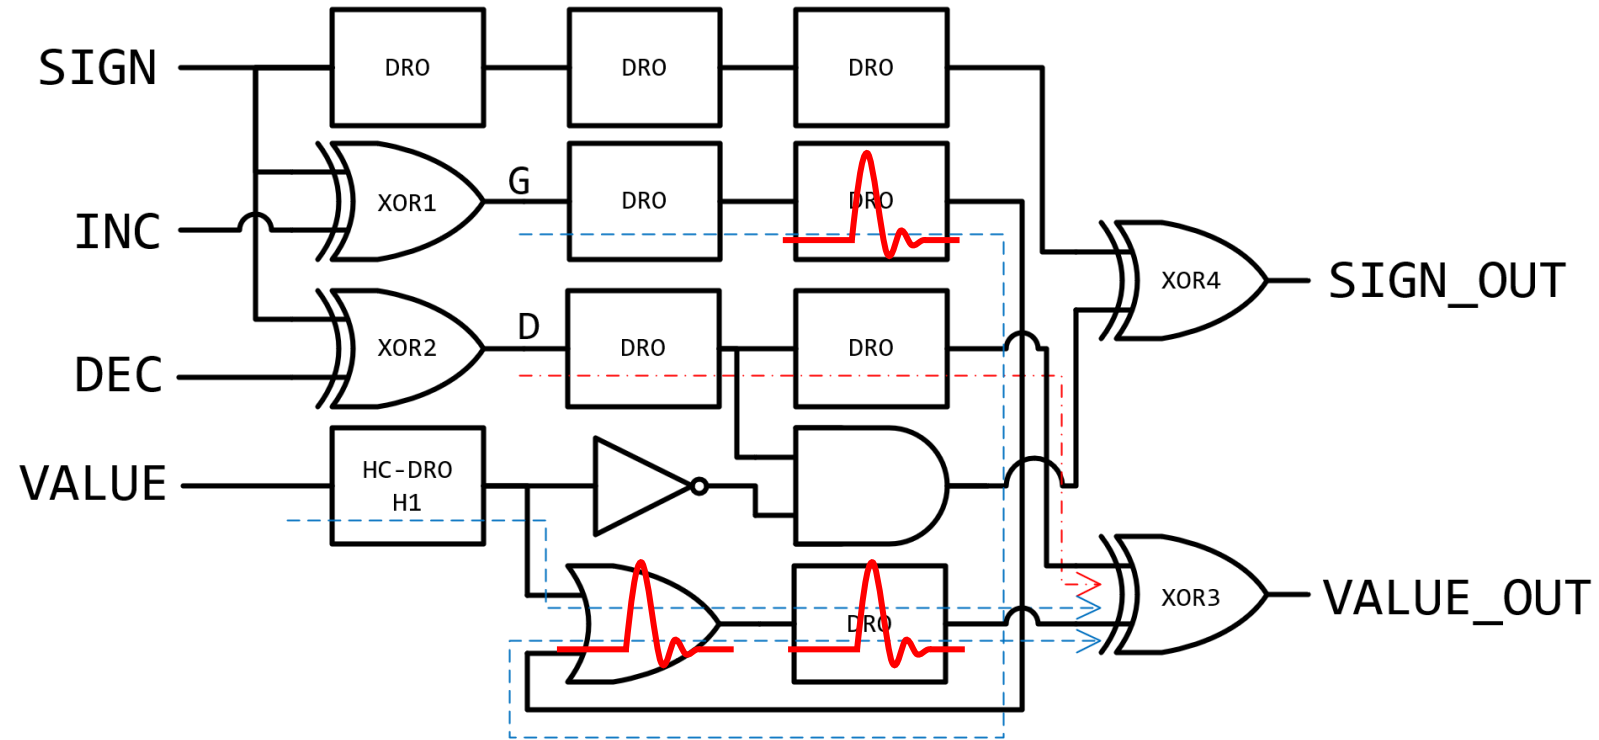 SIGN
DRO
DRO
DRO
INC
XOR1
G
DRO
DRO
XOR4
SIGN_OUT
DEC
XOR2
D
DRO
DRO
VALUE
HC-DRO
H1
DRO
XOR3
VALUE_OUT